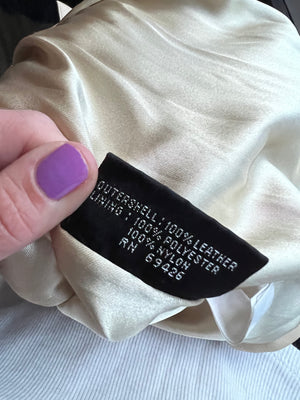 OUTERSHELL: 100% LEATHER
LINING: 100% POLYESTER
100% NYLON
RN 69426